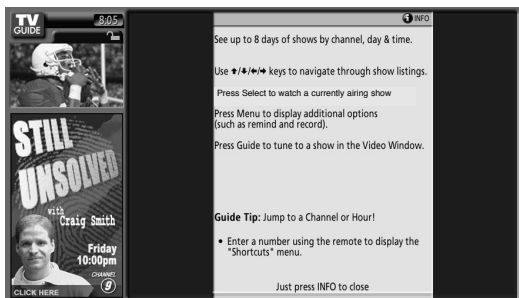 TV
GUIDE
8:05
INFO
See up to 8 days of shows by channel, day & time.
Use ↑/↓/←/→ keys to navigate through show listings.
Press Select to watch a currently airing show
Press Menu to display additional options
(such as remind and record).
Press Guide to tune to a show in the Video Window.
Guide Tip: Jump to a Channel or Hour!
• Enter a number using the remote to display the
"Shortcuts" menu.
Just press INFO to close
STILL
UNSOLVED
with
Craig Smith
Friday
10:00pm
CHANNEL
9
CLICK HERE